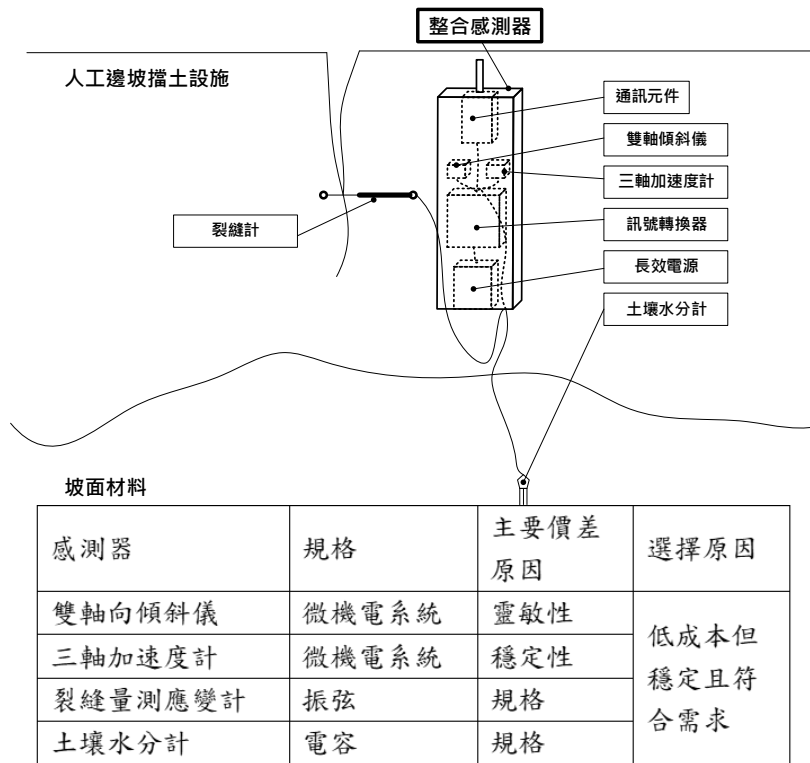 整合感測器
人工邊坡擋土設施
通訊元件
雙軸傾斜儀
三軸加速度計
裂縫計
訊號轉換器
長效電源
土壤水分計
坡面材料
感測器 規格 主要價差原因 選擇原因
雙軸向傾斜儀 微機電系統 靈敏性 低成本但穩定且符合需求
三軸加速度計 微機電系統 穩定性
裂縫量測應變計 振弦 規格
土壤水分計 電容 規格